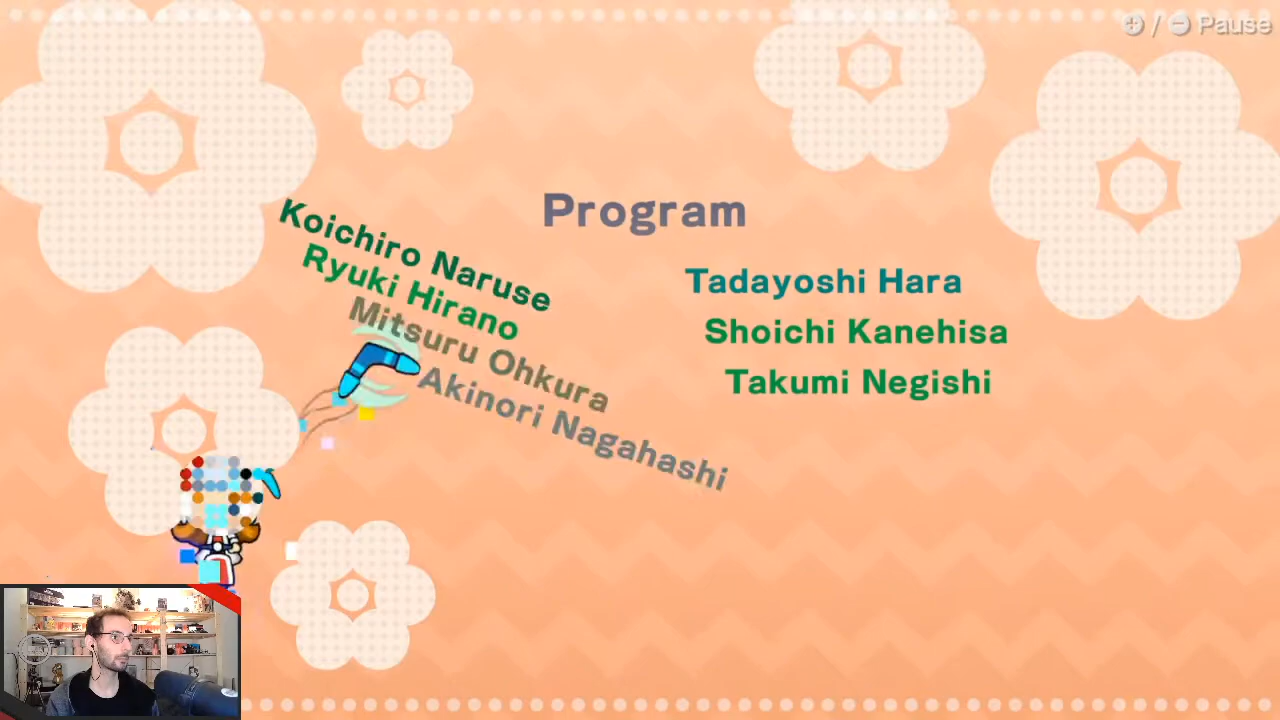 + / - Pause
Program
Koichiro Naruse
Ryuki Hirano
Mitsuru Ohkura
Akinori Nagahashi
Tadayoshi Hara
Shoichi Kanehisa
Takumi Negishi